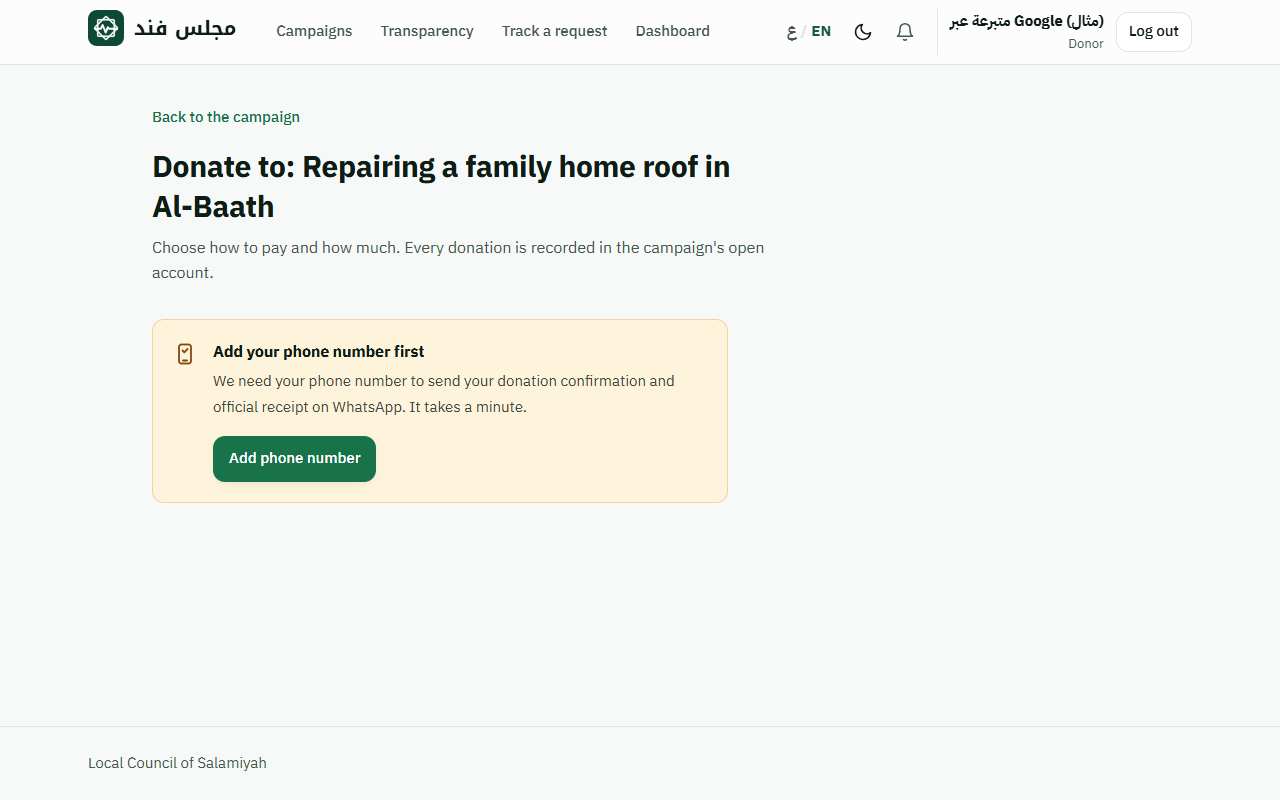 مجلس فند
Campaigns
Transparency
Track a request
Dashboard
ع / EN
متبرعة عبر Google (مثال)
Donor
Log out
Back to the campaign
Donate to: Repairing a family home roof in
Al-Baath
Choose how to pay and how much. Every donation is recorded in the campaign's open
account.
Add your phone number first
We need your phone number to send your donation confirmation and
official receipt on WhatsApp. It takes a minute.
Add phone number
Local Council of Salamiyah